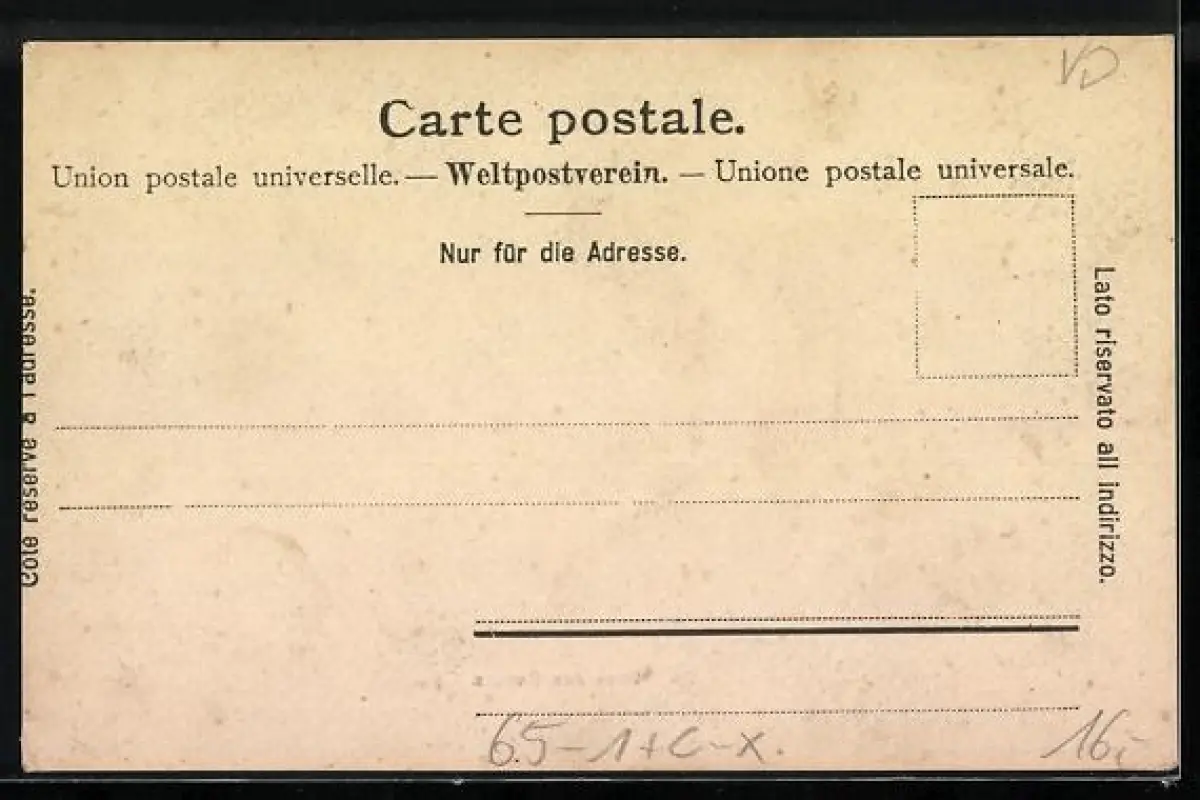 VD
Carte postale.
Union postale universelle. — Weltpostverein. — Unione postale universale.
Nur für die Adresse.
Côté réservé à l'adresse.
Lato riservato all indirizzo.
65-1+C-X.
16,-